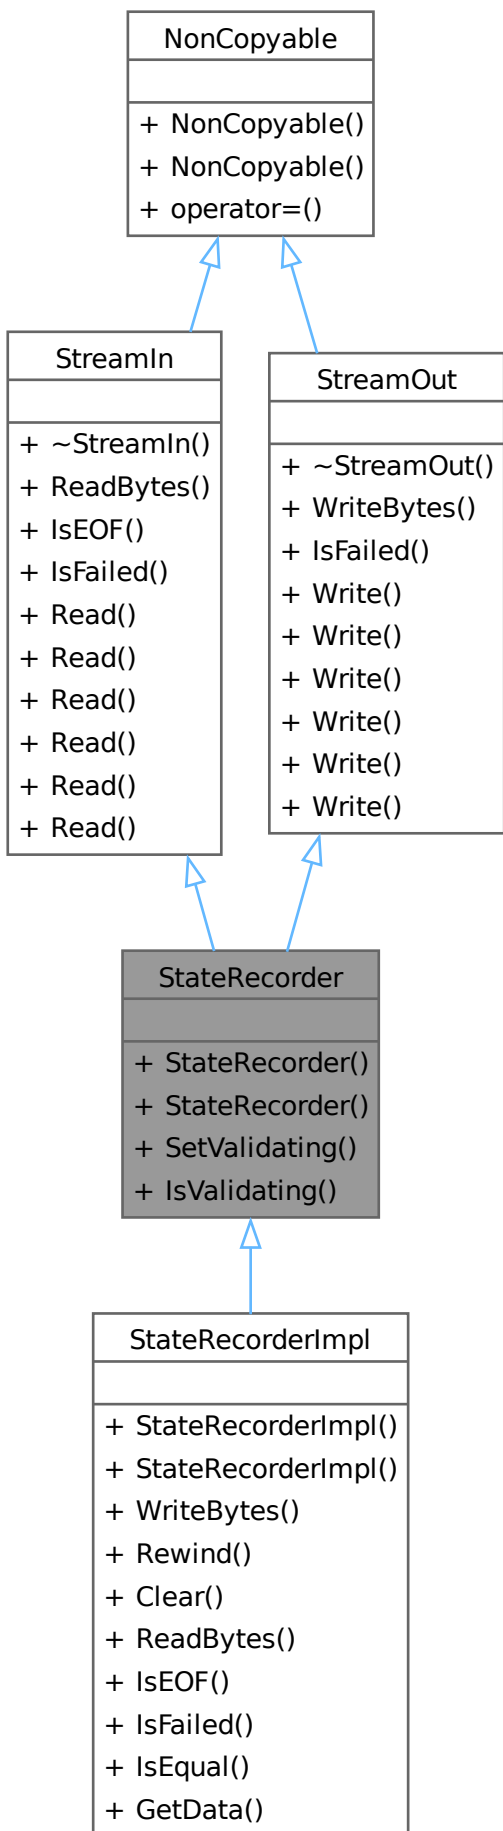 NonCopyable
+ NonCopyable()
+ NonCopyable()
+ operator=()
StreamIn
+ ~StreamIn()
+ ReadBytes()
+ IsEOF()
+ IsFailed()
+ Read()
+ Read()
+ Read()
+ Read()
+ Read()
+ Read()
StreamOut
+ ~StreamOut()
+ WriteBytes()
+ IsFailed()
+ Write()
+ Write()
+ Write()
+ Write()
+ Write()
+ Write()
StateRecorder
+ StateRecorder()
+ StateRecorder()
+ SetValidating()
+ IsValidating()
StateRecorderImpl
+ StateRecorderImpl()
+ StateRecorderImpl()
+ WriteBytes()
+ Rewind()
+ Clear()
+ ReadBytes()
+ IsEOF()
+ IsFailed()
+ IsEqual()
+ GetData()